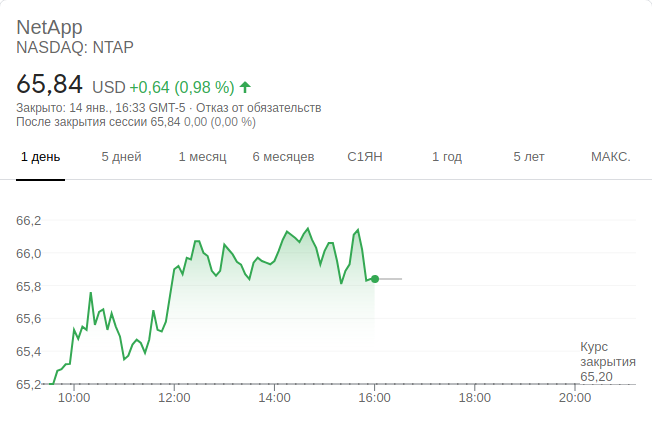 NetApp
NASDAQ: NTAP
65,84 USD +0,64 (0,98 %)
Закрыто: 14 янв., 16:33 GMT-5 · Отказ от обязательств
После закрытия сессии 65,84 0,00 (0,00 %)
1 день 5 дней 1 месяц 6 месяцев С1ЯН 1 год 5 лет МАКС.
66,2
66,0
65,8
65,6
65,4
65,2
Курс
закрытия
65,20
10:00 12:00 14:00 16:00 18:00 20:00